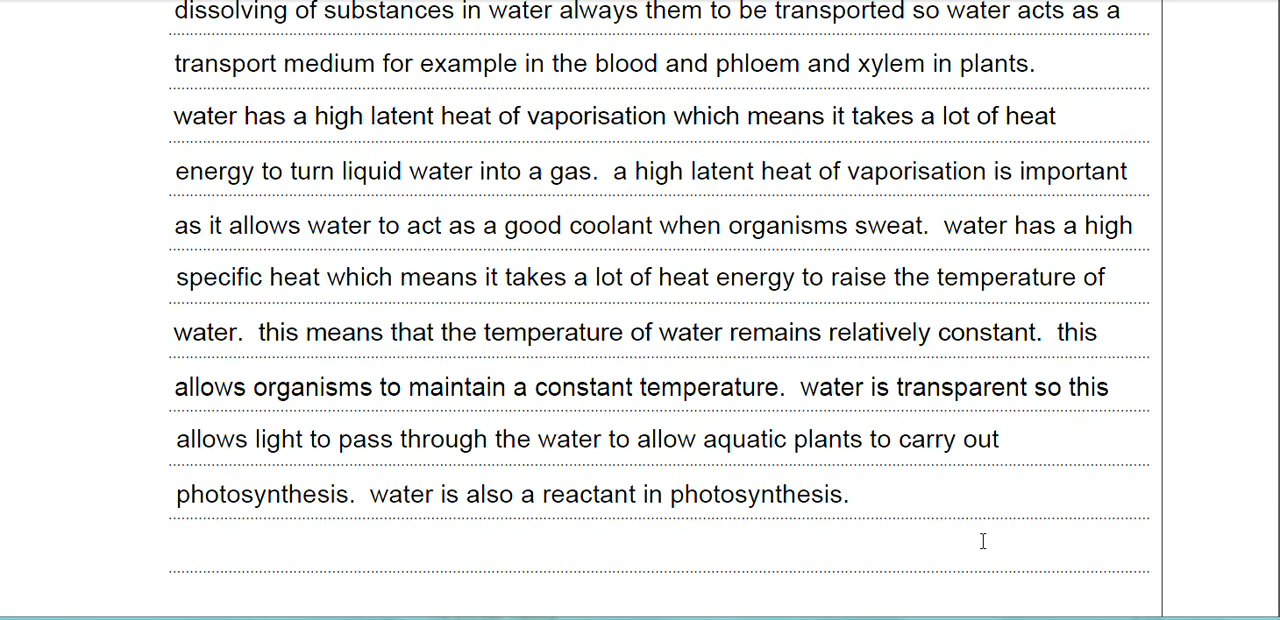 dissolving of substances in water always them to be transported so water acts as a
transport medium for example in the blood and phloem and xylem in plants.
water has a high latent heat of vaporisation which means it takes a lot of heat
energy to turn liquid water into a gas.  a high latent heat of vaporisation is important
as it allows water to act as a good coolant when organisms sweat.  water has a high
specific heat which means it takes a lot of heat energy to raise the temperature of
water.  this means that the temperature of water remains relatively constant.  this
allows organisms to maintain a constant temperature.  water is transparent so this
allows light to pass through the water to allow aquatic plants to carry out
photosynthesis.  water is also a reactant in photosynthesis.